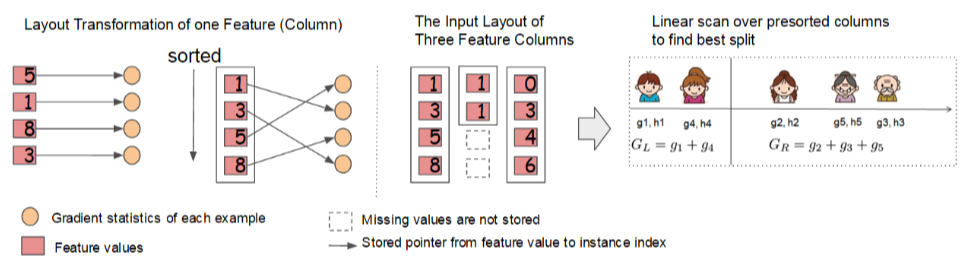 Layout Transformation of one Feature (Column)
The Input Layout of
Three Feature Columns
Linear scan over presorted columns
to find best split
sorted
5
1
8
3
1
3
5
8
1
3
5
8
1
1
0
3
4
6
g1, h1
g4, h4
g2, h2
g5, h5
g3, h3
G_L = g_1 + g_4
G_R = g_2 + g_3 + g_5
Gradient statistics of each example
Feature values
Missing values are not stored
Stored pointer from feature value to instance index